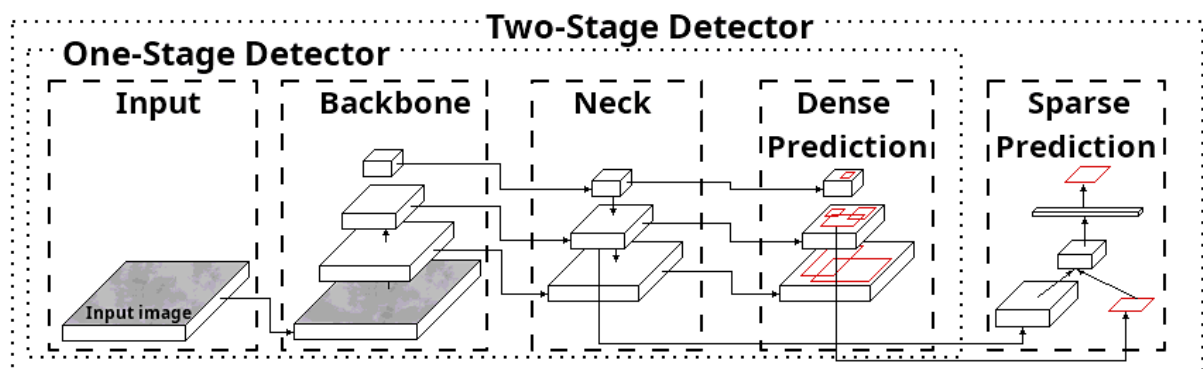 Two-Stage Detector
One-Stage Detector
Input
Backbone
Neck
Dense
Prediction
Sparse
Prediction
Input image